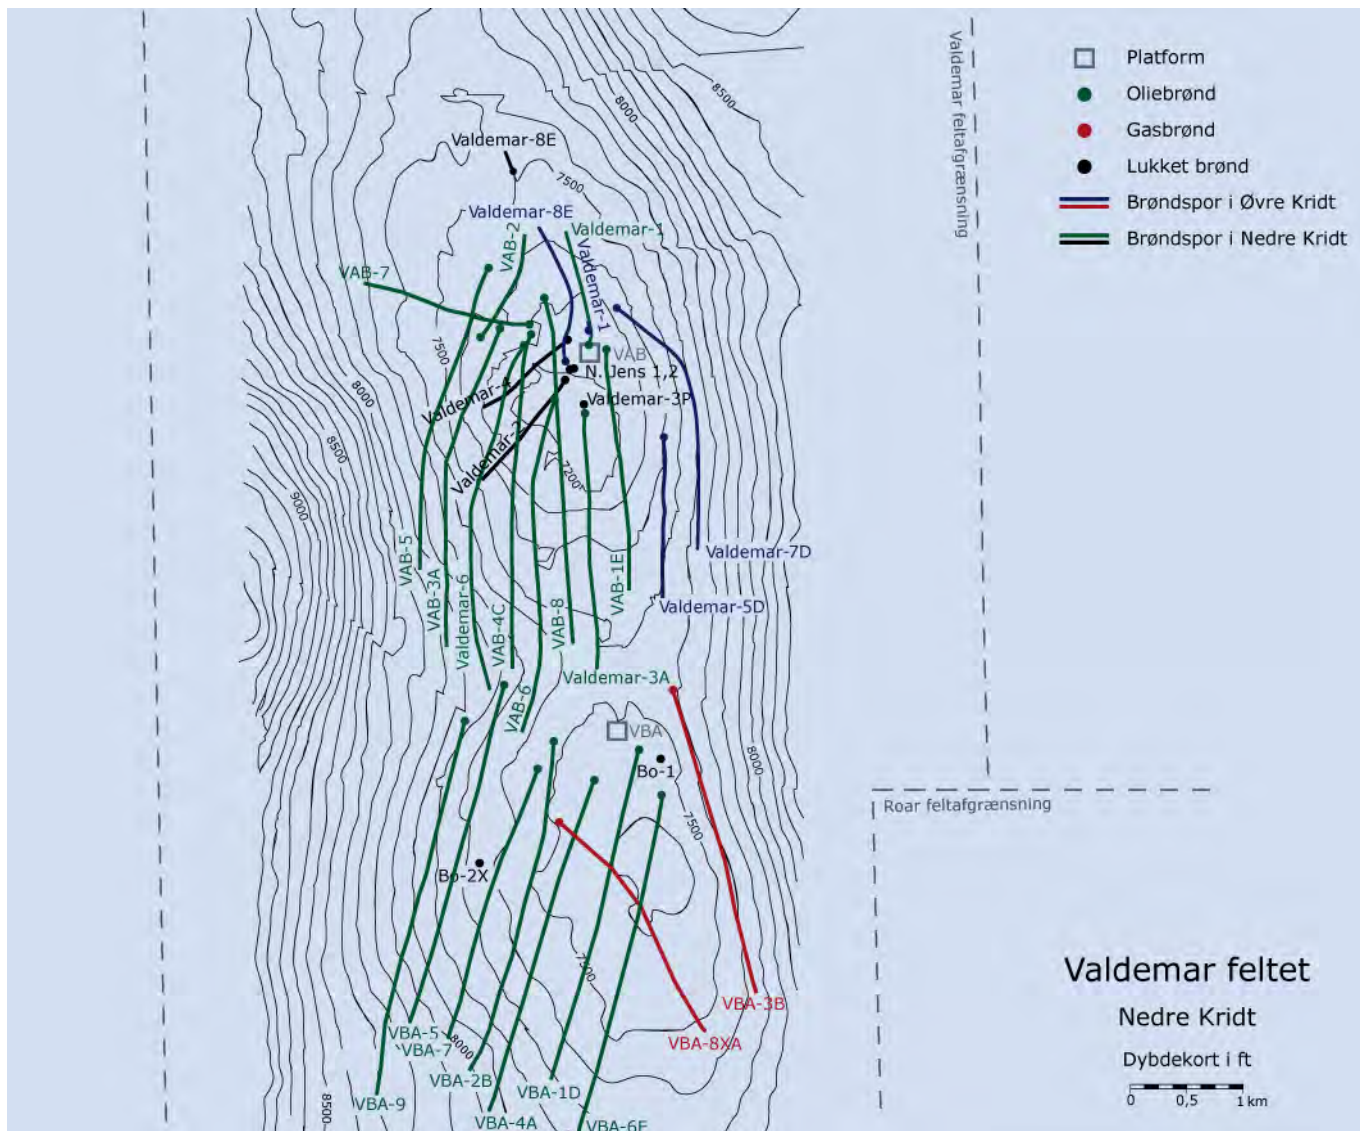 8500
8000
Valdemar feltafgrænsning
Platform
Oliebrønd
Gasbrønd
Lukket brønd
Brøndspor i Øvre Kridt
Brøndspor i Nedre Kridt
Valdemar-8E
7500
Valdemar-8E
VAB-2
Valdemar-1
Valdemar-1
VAB-7
7500
VAB
N. Jens 1,2
Valdemar-4
Valdemar-3P
8000
Valdemar-2
8500
7200
9000
VAB-5
VAB-3A
Valdemar-6
VAB-4C
VAB-8
VAB-1E
Valdemar-7D
Valdemar-5D
Valdemar-3A
VAB-6
VBA
8000
Bo-1
Roar feltafgrænsning
7500
Bo-2X
7500
Valdemar feltet
Nedre Kridt
Dybdekort i ft
0 0,5 1 km
VBA-3B
VBA-8XA
VBA-5
VBA-7
8000
VBA-2B
VBA-1D
VBA-9
8500
VBA-4A
VBA-6E